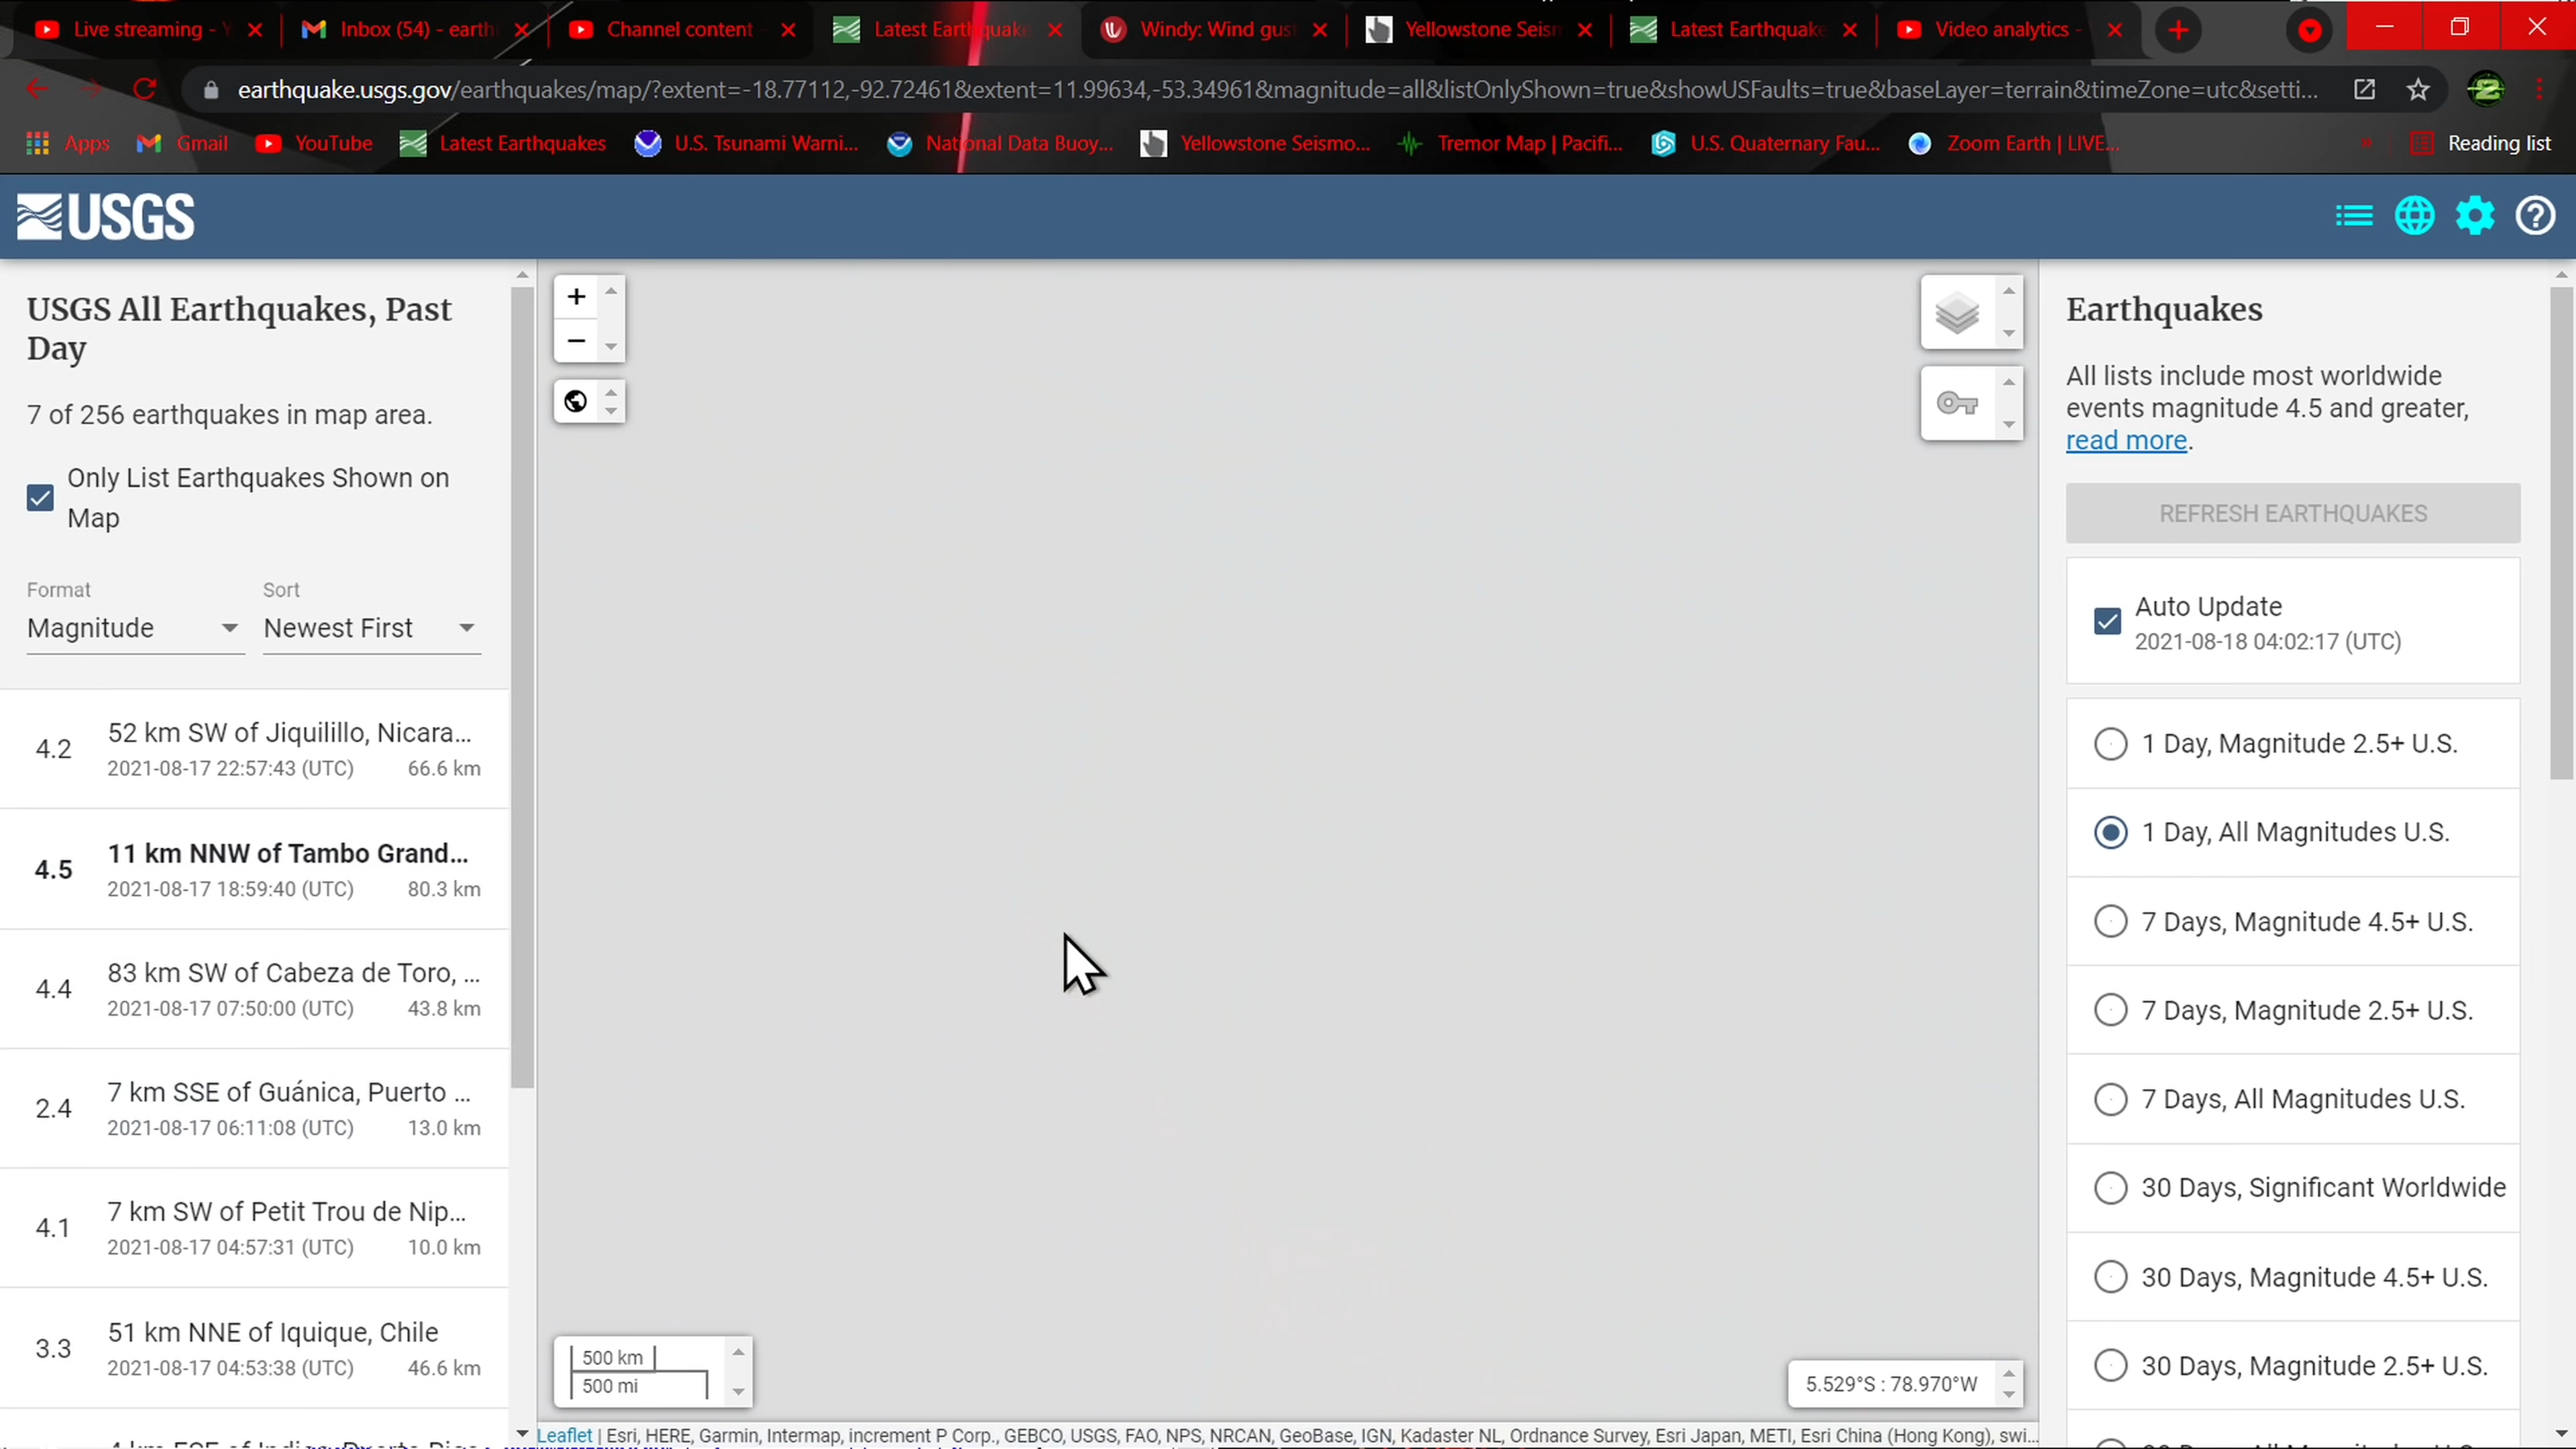 Live streaming - Y
Inbox (54) - earth
Channel content
Latest Earthquake
Windy: Wind gust
Yellowstone Seism
Latest Earthquake
Video analytics -
earthquake.usgs.gov/earthquakes/map/?extent=-18.77112,-92.72461&extent=11.99634,-53.34961&magnitude=all&listOnlyShown=true&showUSFaults=true&baseLayer=terrain&timeZone=utc&setti...
Apps
Gmail
YouTube
Latest Earthquakes
U.S. Tsunami Warni...
National Data Buoy...
Yellowstone Seismo...
Tremor Map | Pacifi...
U.S. Quaternary Fau...
Zoom Earth | LIVE...
Reading list
USGS
USGS All Earthquakes, Past
Day
7 of 256 earthquakes in map area.
Only List Earthquakes Shown on
Map
Format
Sort
Magnitude
Newest First
4.2
52 km SW of Jiquilillo, Nicara...
2021-08-17 22:57:43 (UTC) 66.6 km
4.5
11 km NNW of Tambo Grand...
2021-08-17 18:59:40 (UTC) 80.3 km
4.4
83 km SW of Cabeza de Toro, ...
2021-08-17 07:50:00 (UTC) 43.8 km
2.4
7 km SSE of Guánica, Puerto ...
2021-08-17 06:11:08 (UTC) 13.0 km
4.1
7 km SW of Petit Trou de Nip...
2021-08-17 04:57:31 (UTC) 10.0 km
3.3
51 km NNE of Iquique, Chile
2021-08-17 04:53:38 (UTC) 46.6 km
+
−
500 km
500 mi
5.529°S : 78.970°W
Leaflet | Esri, HERE, Garmin, Intermap, increment P Corp., GEBCO, USGS, FAO, NPS, NRCAN, GeoBase, IGN, Kadaster NL, Ordnance Survey, Esri Japan, METI, Esri China (Hong Kong), swi...
Earthquakes
All lists include most worldwide
events magnitude 4.5 and greater,
read more.
REFRESH EARTHQUAKES
Auto Update
2021-08-18 04:02:17 (UTC)
1 Day, Magnitude 2.5+ U.S.
1 Day, All Magnitudes U.S.
7 Days, Magnitude 4.5+ U.S.
7 Days, Magnitude 2.5+ U.S.
7 Days, All Magnitudes U.S.
30 Days, Significant Worldwide
30 Days, Magnitude 4.5+ U.S.
30 Days, Magnitude 2.5+ U.S.